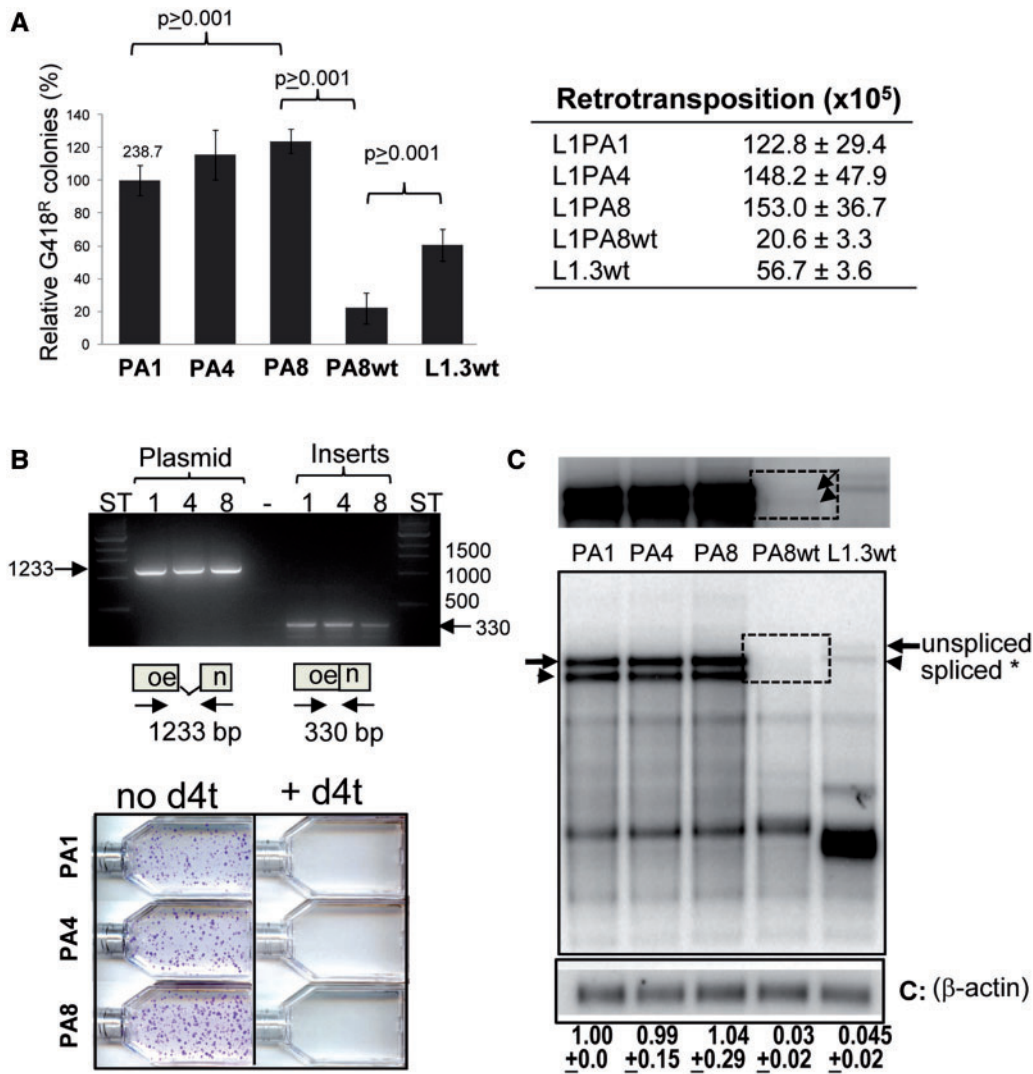 A
p≥0.001
p≥0.001
p≥0.001
Relative G418R colonies (%)
140
120
100
80
60
40
20
0
238.7
PA1 PA4 PA8 PA8wt L1.3wt
Retrotransposition (x10⁵)
L1PA1 122.8 ± 29.4
L1PA4 148.2 ± 47.9
L1PA8 153.0 ± 36.7
L1PA8wt 20.6 ± 3.3
L1.3wt 56.7 ± 3.6
B
Plasmid Inserts
ST 1 4 8 - 1 4 8 ST
1233
1500
1000
500
330
oe n oe n
1233 bp 330 bp
no d4t + d4t
PA1
PA4
PA8
C
PA1 PA4 PA8 PA8wt L1.3wt
unspliced
spliced *
C: (β-actin)
1.00 0.99 1.04 0.03 0.045
±0.0 ±0.15 ±0.29 ±0.02 ±0.02